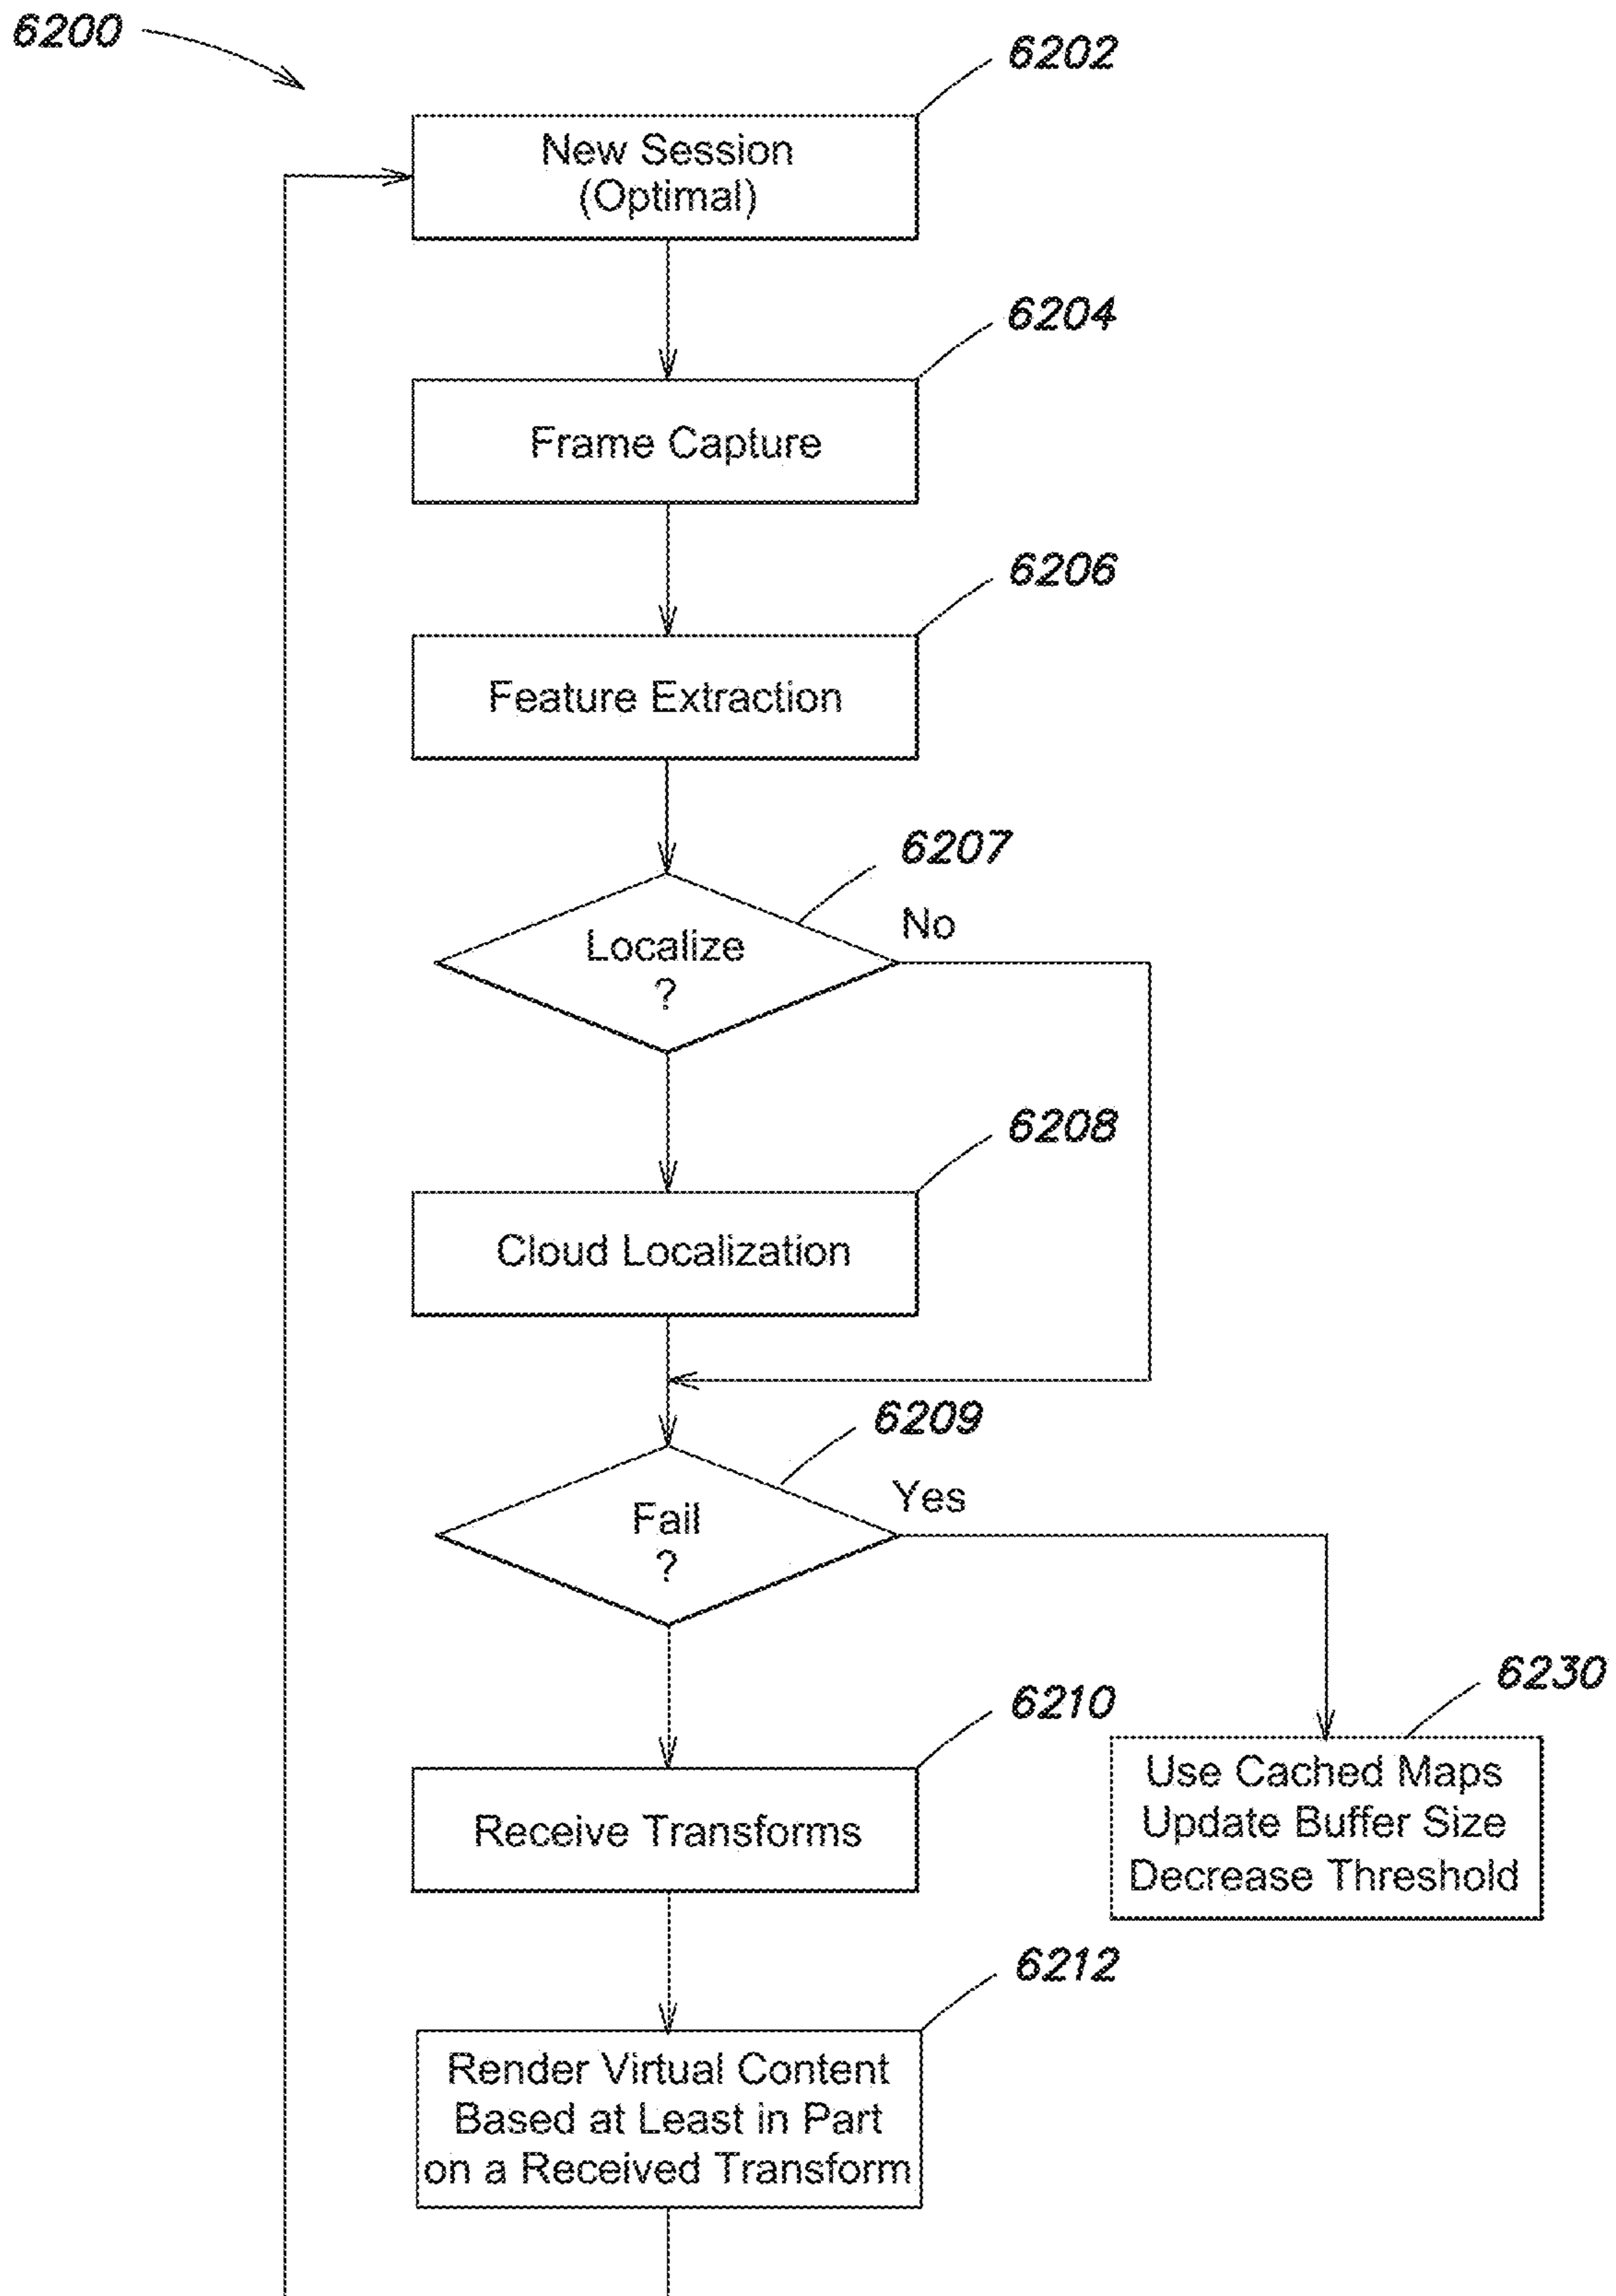 6200
6202
New Session
(Optimal)
6204
Frame Capture
6206
Feature Extraction
6207
Localize
?
No
6208
Cloud Localization
6209
Fail
?
Yes
6210
Receive Transforms
6230
Use Cached Maps
Update Buffer Size
Decrease Threshold
6212
Render Virtual Content
Based at Least in Part
on a Received Transform